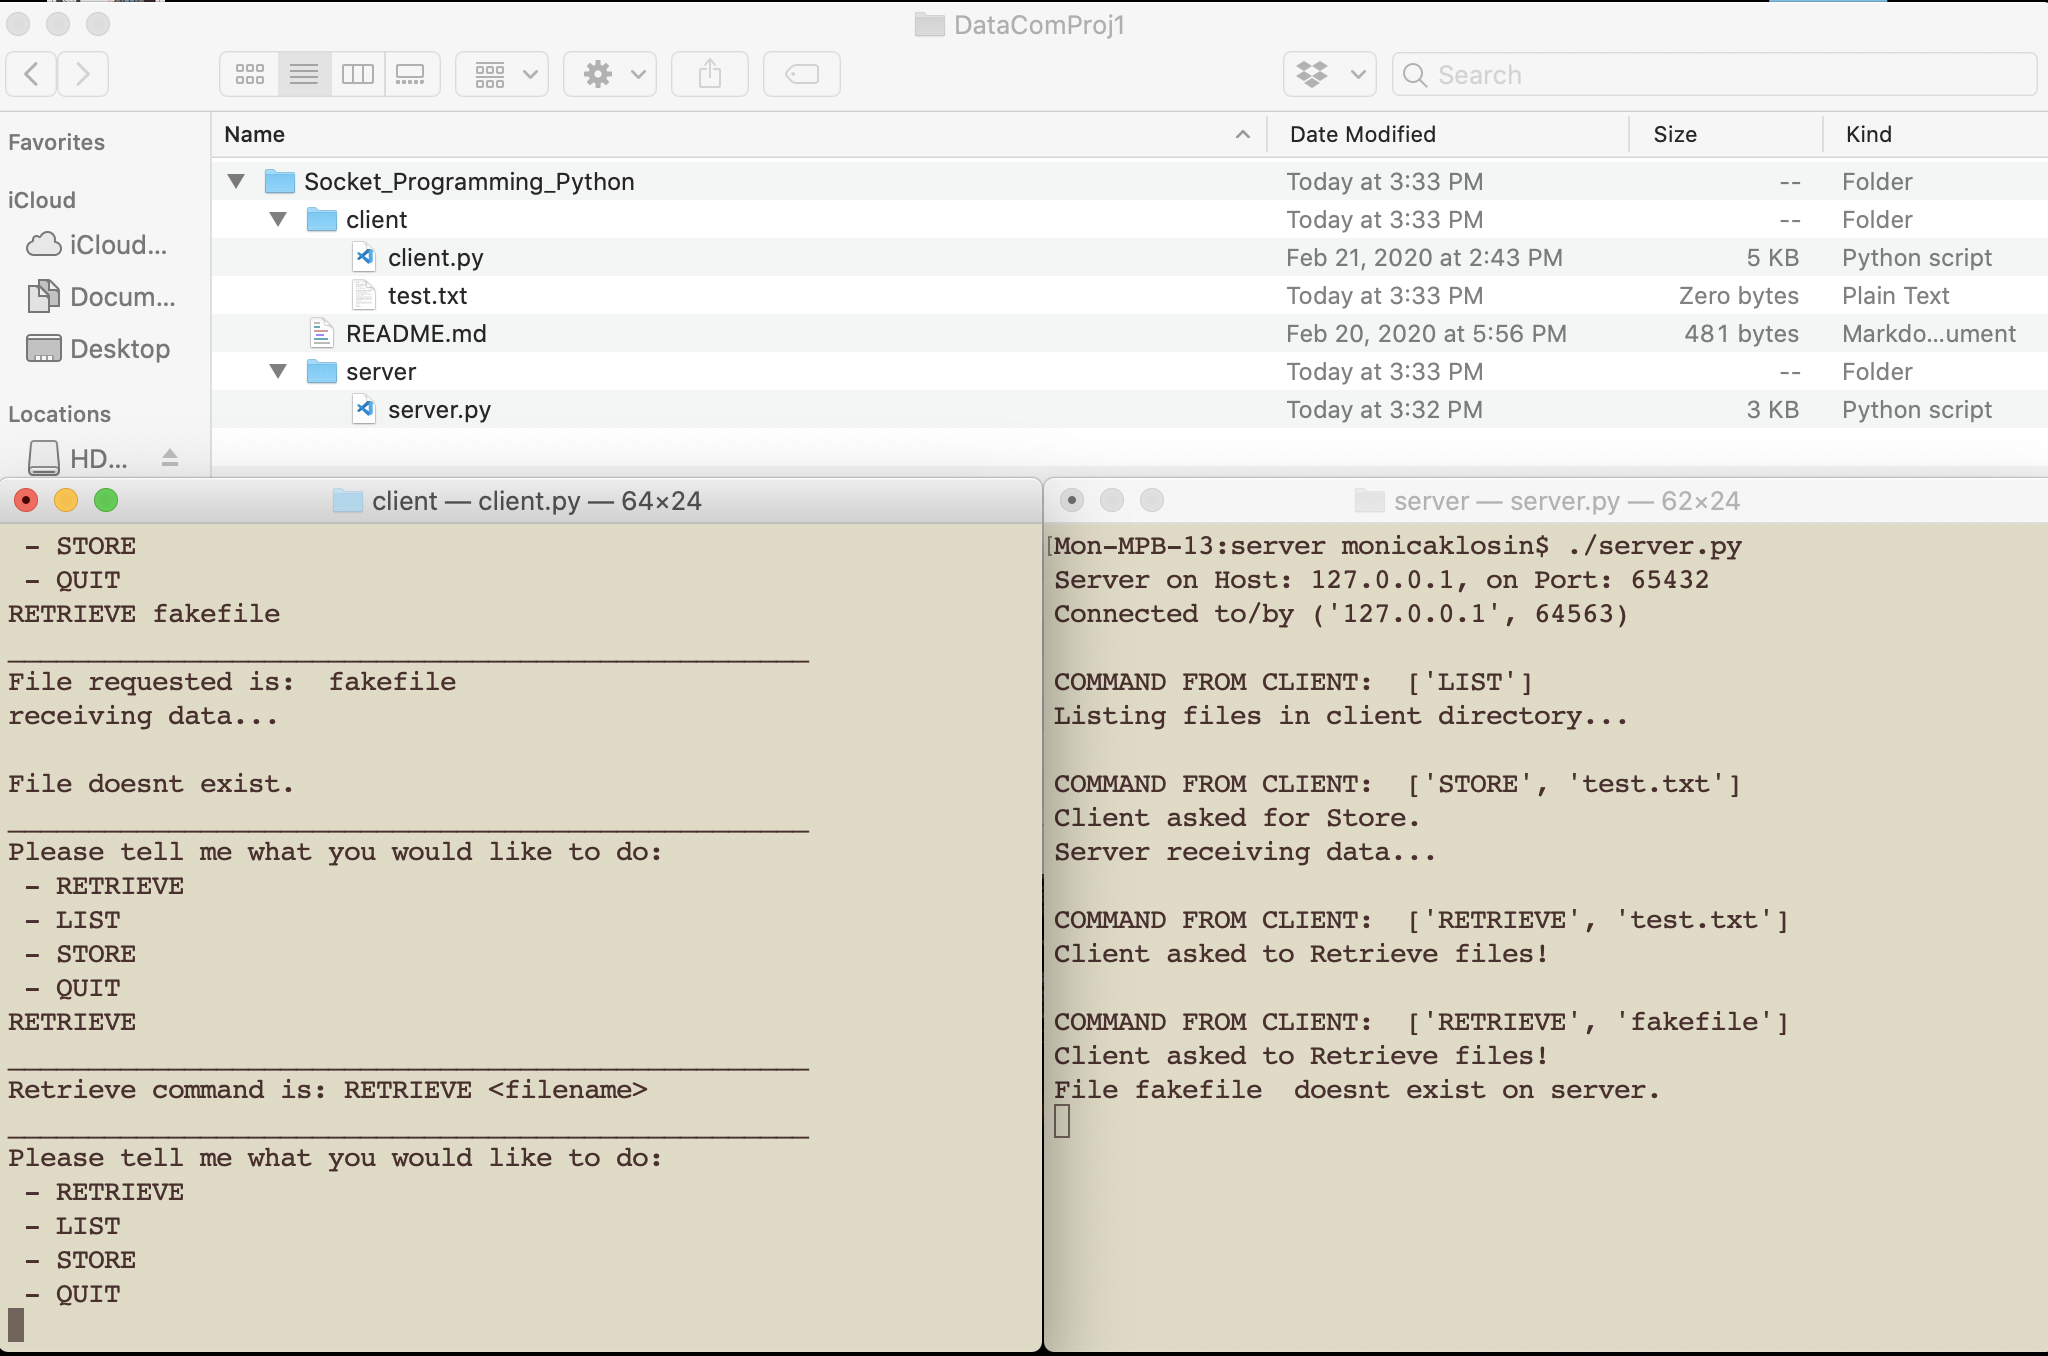 DataComProj1
Search
Favorites
iCloud
iCloud...
Docum...
Desktop
Locations
HD...
Name Date Modified Size Kind
Socket_Programming_Python Today at 3:33 PM -- Folder
client Today at 3:33 PM -- Folder
client.py Feb 21, 2020 at 2:43 PM 5 KB Python script
test.txt Today at 3:33 PM Zero bytes Plain Text
README.md Feb 20, 2020 at 5:56 PM 481 bytes Markdo...ument
server Today at 3:33 PM -- Folder
server.py Today at 3:32 PM 3 KB Python script
client — client.py — 64×24
- STORE
- QUIT
RETRIEVE fakefile
__________________________________________________
File requested is:  fakefile
receiving data...
File doesnt exist.
__________________________________________________
Please tell me what you would like to do:
- RETRIEVE
- LIST
- STORE
- QUIT
RETRIEVE
__________________________________________________
Retrieve command is: RETRIEVE <filename>
__________________________________________________
Please tell me what you would like to do:
- RETRIEVE
- LIST
- STORE
- QUIT
server — server.py — 62×24
[Mon-MPB-13:server monicaklosin$ ./server.py
Server on Host: 127.0.0.1, on Port: 65432
Connected to/by ('127.0.0.1', 64563)
COMMAND FROM CLIENT:  ['LIST']
Listing files in client directory...
COMMAND FROM CLIENT:  ['STORE', 'test.txt']
Client asked for Store.
Server receiving data...
COMMAND FROM CLIENT:  ['RETRIEVE', 'test.txt']
Client asked to Retrieve files!
COMMAND FROM CLIENT:  ['RETRIEVE', 'fakefile']
Client asked to Retrieve files!
File fakefile  doesnt exist on server.